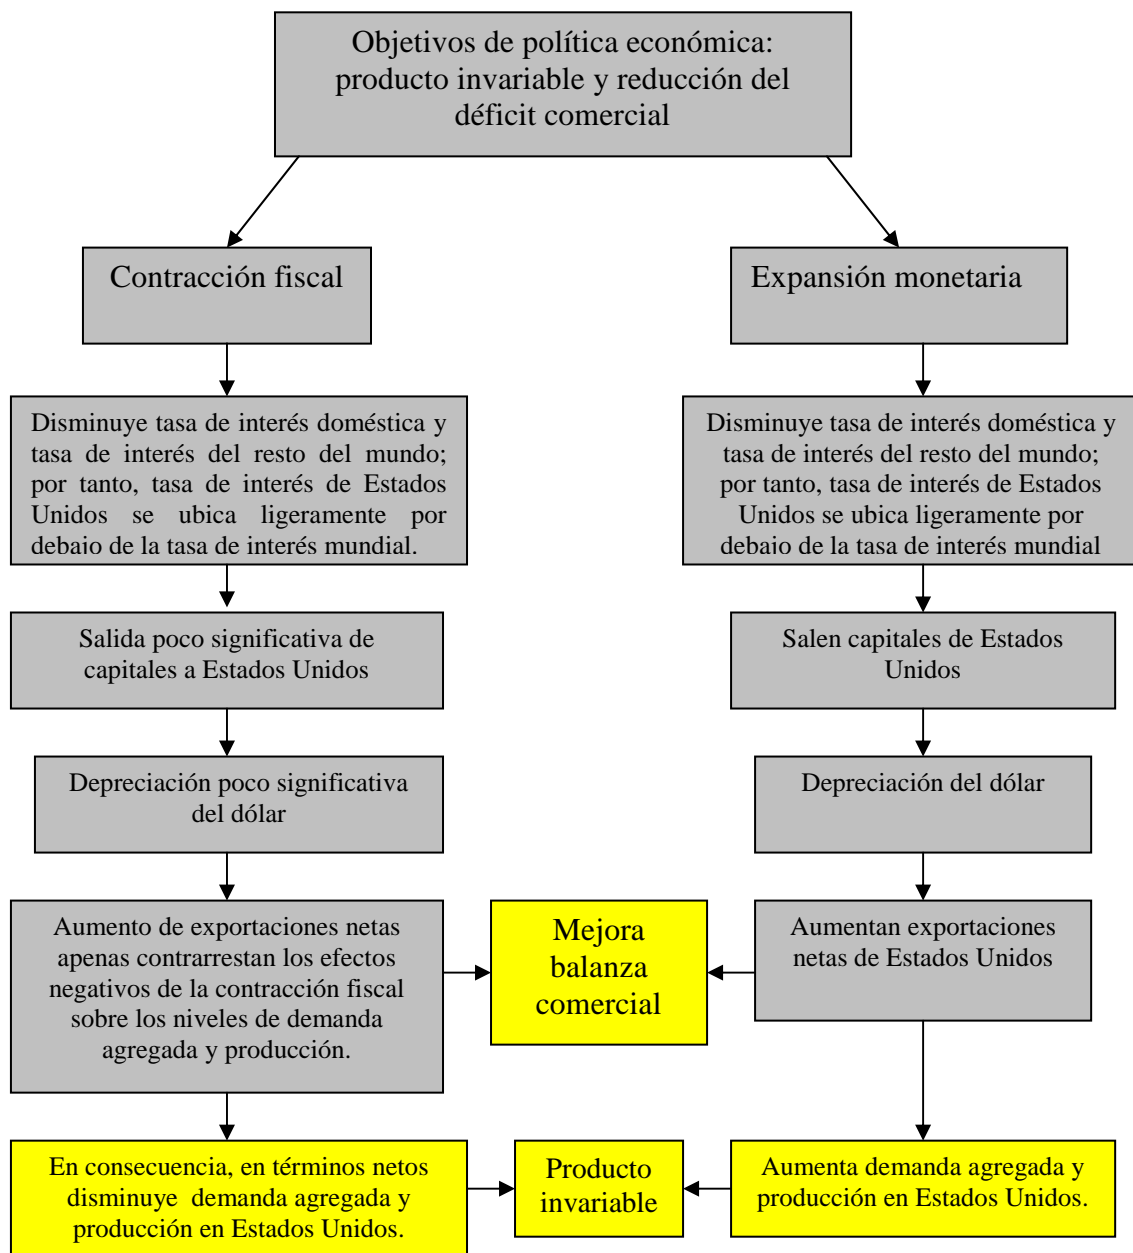 Objetivos de política económica:
producto invariable y reducción del
déficit comercial
Contracción fiscal
Expansión monetaria
Disminuye tasa de interés doméstica y
tasa de interés del resto del mundo;
por tanto, tasa de interés de Estados
Unidos se ubica ligeramente por
debajo de la tasa de interés mundial.
Disminuye tasa de interés doméstica y
tasa de interés del resto del mundo;
por tanto, tasa de interés de Estados
Unidos se ubica ligeramente por
debajo de la tasa de interés mundial
Salida poco significativa de
capitales a Estados Unidos
Salen capitales de Estados
Unidos
Depreciación poco significativa
del dólar
Depreciación del dólar
Aumento de exportaciones netas
apenas contrarrestan los efectos
negativos de la contracción fiscal
sobre los niveles de demanda
agregada y producción.
Mejora
balanza
comercial
Aumentan exportaciones
netas de Estados Unidos
En consecuencia, en términos netos
disminuye demanda agregada y
producción en Estados Unidos.
Producto
invariable
Aumenta demanda agregada y
producción en Estados Unidos.